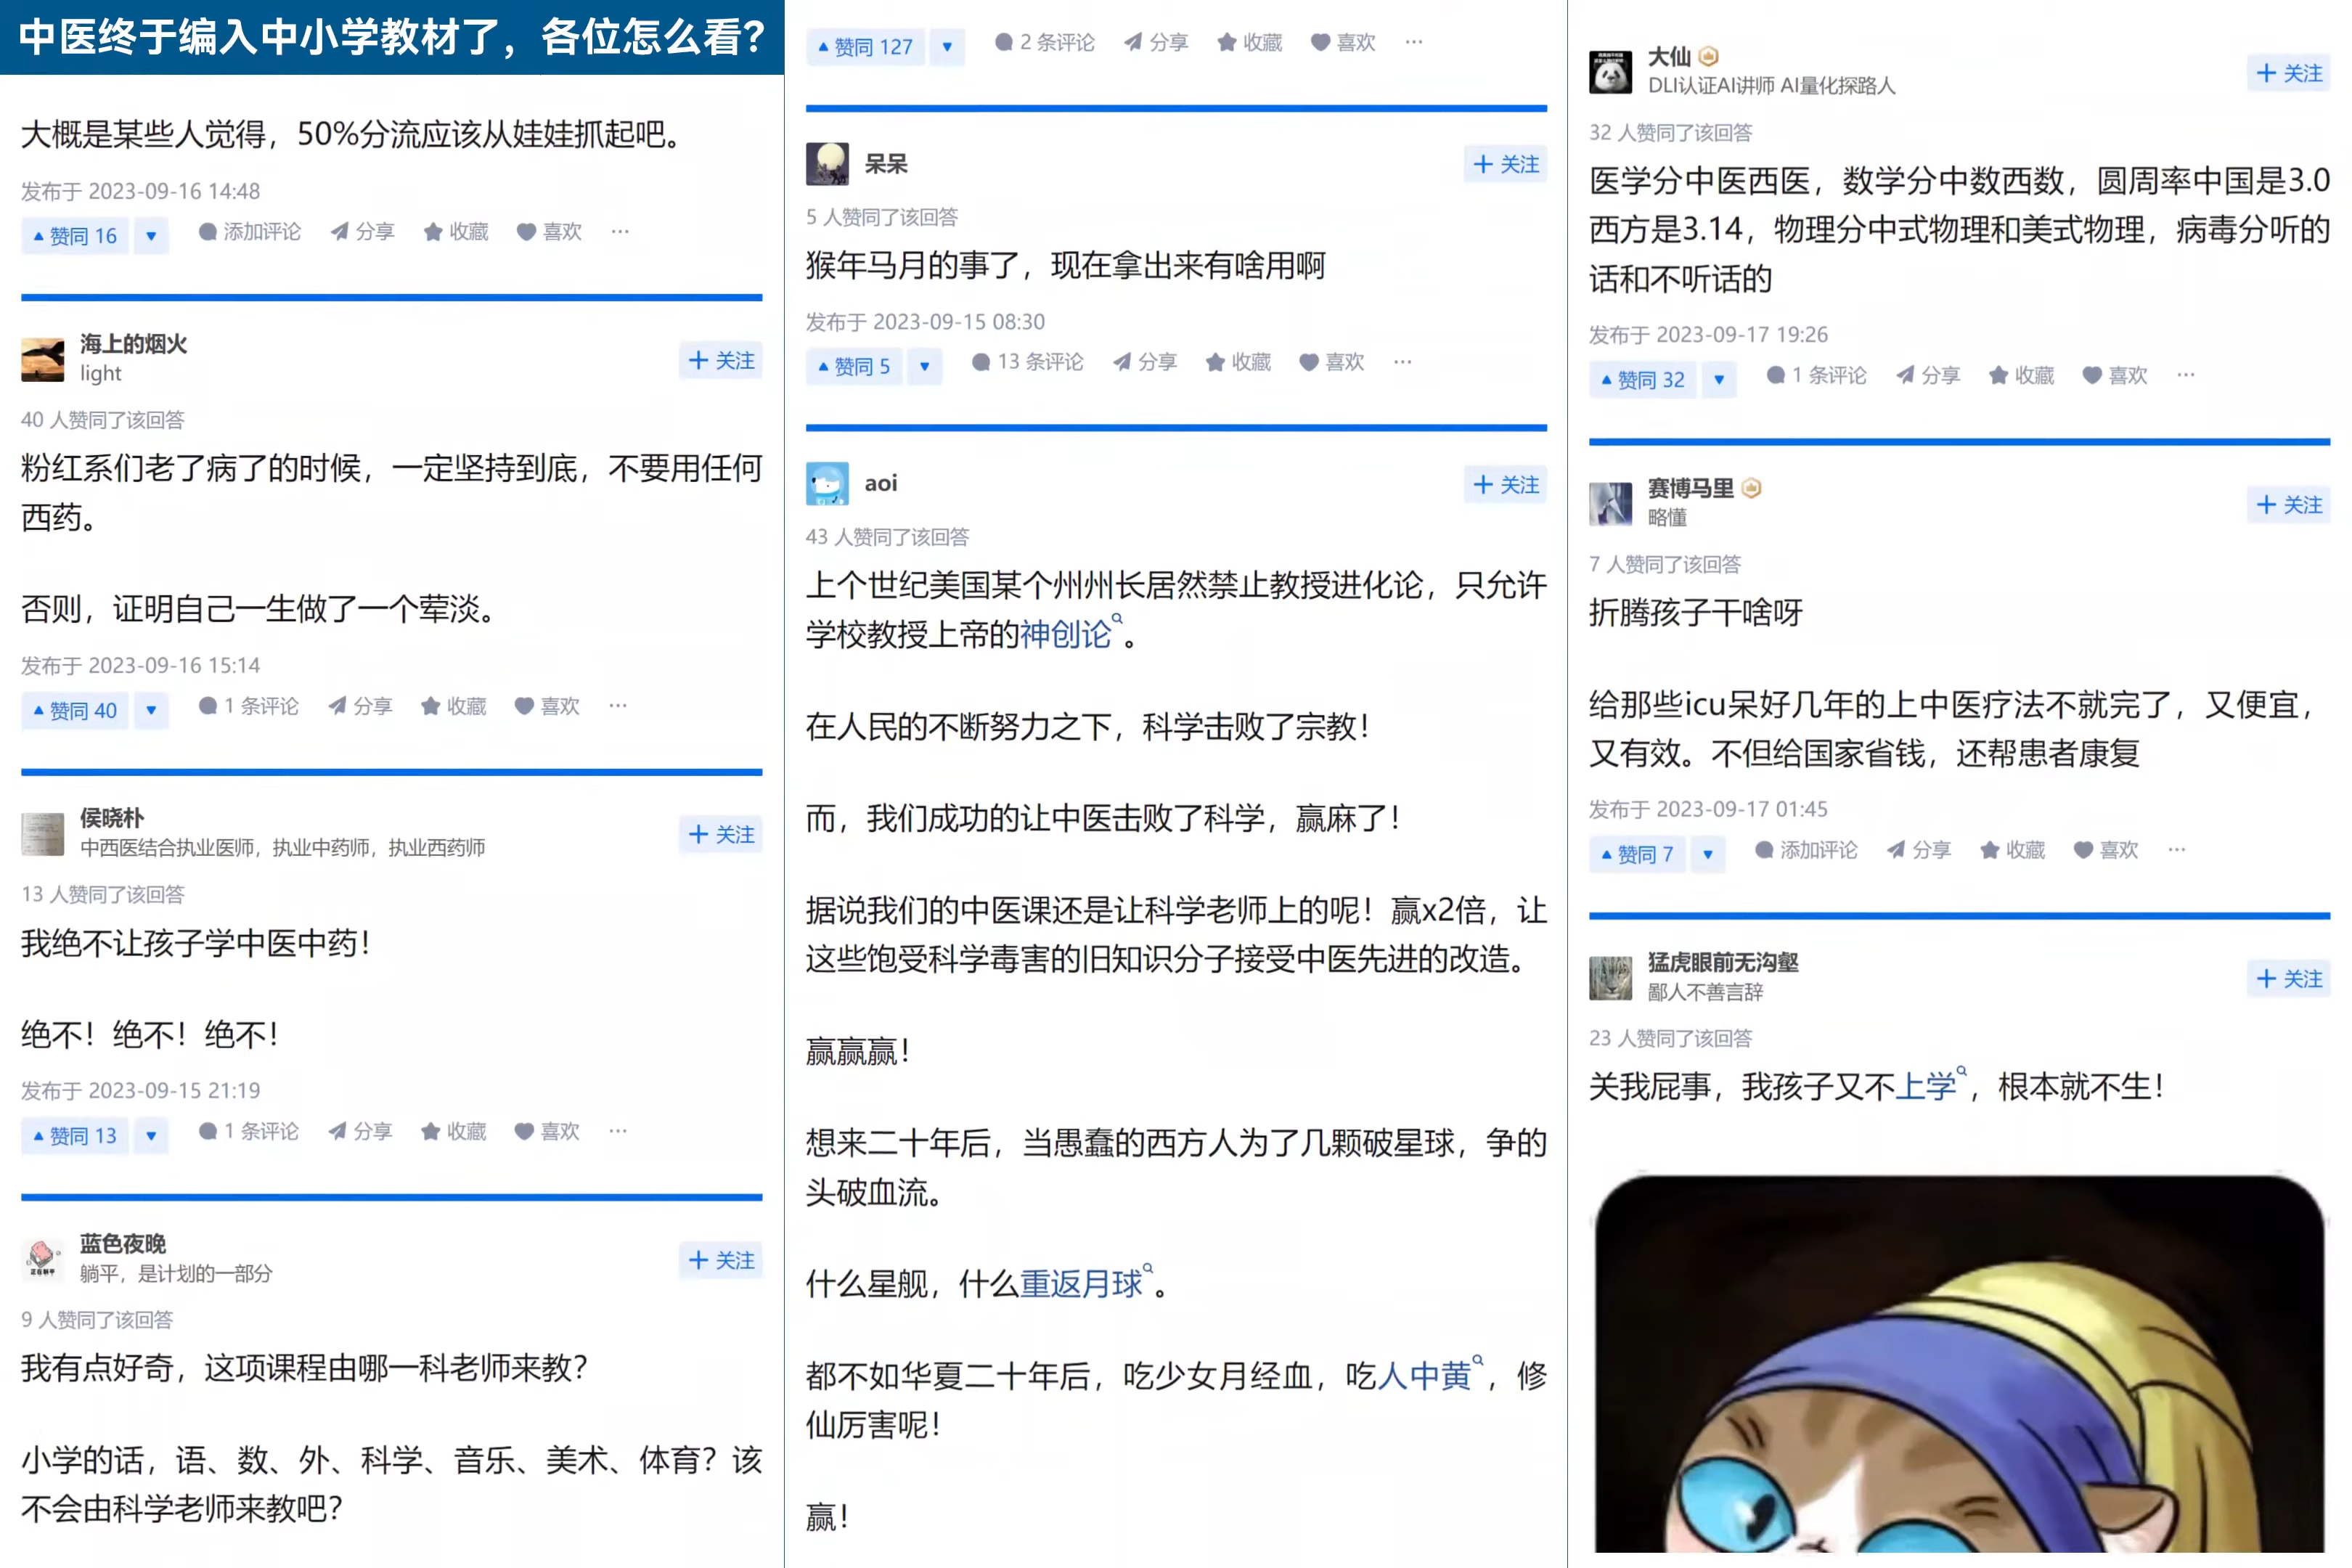 中医终于编入中小学教材了，各位怎么看？
大概是某些人觉得，50%分流应该从娃娃抓起吧。
发布于 2023-09-16 14:48
赞同 16
添加评论
分享
收藏
喜欢
海上的烟火
light
关注
40 人赞同了该回答
粉红系们老了病了的时候，一定坚持到底，不要用任何
西药。
否则，证明自己一生做了一个荤淡。
发布于 2023-09-16 15:14
赞同 40
1 条评论
分享
收藏
喜欢
侯晓朴
中西医结合执业医师，执业中药师，执业西药师
关注
13 人赞同了该回答
我绝不让孩子学中医中药！
绝不！绝不！绝不！
发布于 2023-09-15 21:19
赞同 13
1 条评论
分享
收藏
喜欢
蓝色夜晚
躺平，是计划的一部分
关注
9 人赞同了该回答
我有点好奇，这项课程由哪一科老师来教？
小学的话，语、数、外、科学、音乐、美术、体育？该
不会由科学老师来教吧？
赞同 127
2 条评论
分享
收藏
喜欢
呆呆
关注
5 人赞同了该回答
猴年马月的事了，现在拿出来有啥用啊
发布于 2023-09-15 08:30
赞同 5
13 条评论
分享
收藏
喜欢
aoi
关注
43 人赞同了该回答
上个世纪美国某个州州长居然禁止教授进化论，只允许
学校教授上帝的神创论。
在人民的不断努力之下，科学击败了宗教！
而，我们成功的让中医击败了科学，赢麻了！
据说我们的中医课还是让科学老师上的呢！赢x2倍，让
这些饱受科学毒害的旧知识分子接受中医先进的改造。
赢赢赢！
想来二十年后，当愚蠢的西方人为了几颗破星球，争的
头破血流。
什么星舰，什么重返月球。
都不如华夏二十年后，吃少女月经血，吃人中黄，修
仙厉害呢！
赢！
大仙
DLI认证AI讲师 AI量化探路人
关注
32 人赞同了该回答
医学分中医西医，数学分中数西数，圆周率中国是3.0
西方是3.14，物理分中式物理和美式物理，病毒分听的
话和不听话的
发布于 2023-09-17 19:26
赞同 32
1 条评论
分享
收藏
喜欢
赛博马里
略懂
关注
7 人赞同了该回答
折腾孩子干啥呀
给那些icu呆好几年的上中医疗法不就完了，又便宜，
又有效。不但给国家省钱，还帮患者康复
发布于 2023-09-17 01:45
赞同 7
添加评论
分享
收藏
喜欢
猛虎眼前无沟壑
鄙人不善言辞
关注
23 人赞同了该回答
关我屁事，我孩子又不上学，根本就不生！